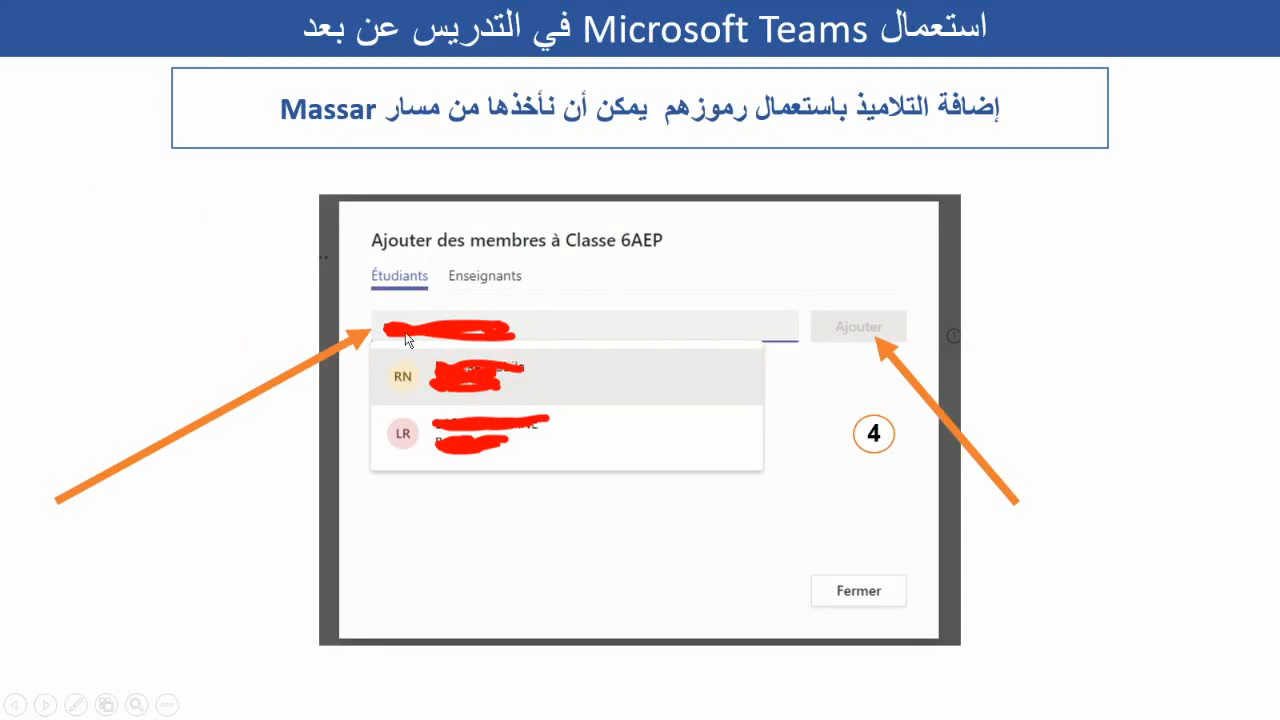 استعمال Microsoft Teams في التدريس عن بعد
إضافة التلاميذ باستعمال رموزهم يمكن أن نأخذها من مسار Massar
Ajouter des membres à Classe 6AEP
Étudiants Enseignants
Ajouter
RN
LR
4
Fermer